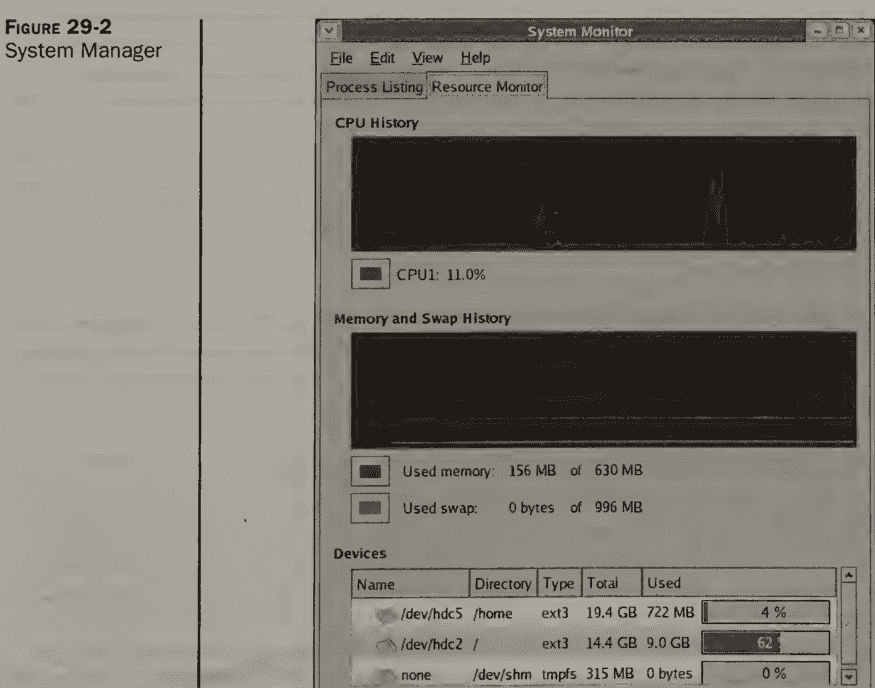 FIGURE 29-2
System Manager
System Monitor
File Edit View Help
Process Listing Resource Monitor
CPU History
CPU1: 11.0%
Memory and Swap History
Used memory: 156 MB of 630 MB
Used swap: 0 bytes of 996 MB
Devices
Name Directory Type Total Used
/dev/hdc5 /home ext3 19.4 GB 722 MB 4 %
/dev/hdc2 / ext3 14.4 GB 9.0 GB 62
none /dev/shm tmpfs 315 MB 0 bytes 0 %